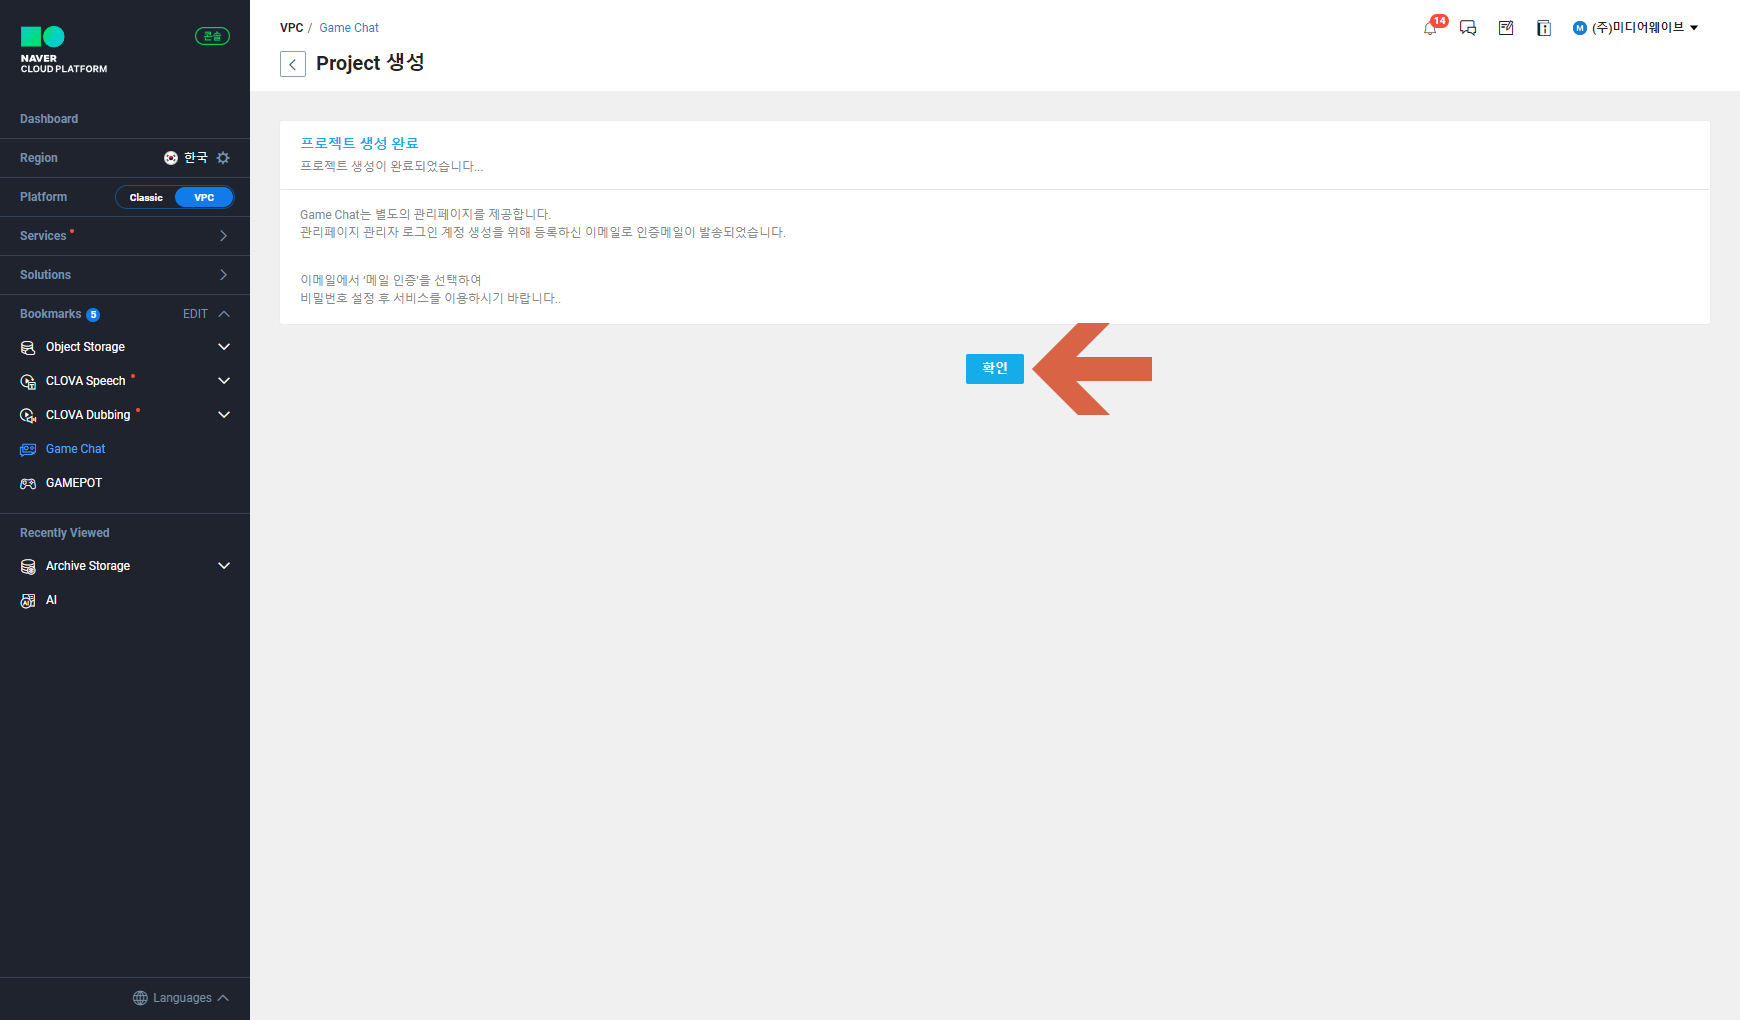 콘솔
NAVER
CLOUD PLATFORM
Dashboard
Region 한국
Platform Classic VPC
Services
Solutions
Bookmarks 5 EDIT
Object Storage
CLOVA Speech
CLOVA Dubbing
Game Chat
GAMEPOT
Recently Viewed
Archive Storage
AI
Languages
VPC / Game Chat
14
M (주)미디어웨이브
Project 생성
프로젝트 생성 완료
프로젝트 생성이 완료되었습니다...
Game Chat는 별도의 관리페이지를 제공합니다.
관리페이지 관리자 로그인 계정 생성을 위해 등록하신 이메일로 인증메일이 발송되었습니다.
이메일에서 '메일 인증'을 선택하여
비밀번호 설정 후 서비스를 이용하시기 바랍니다..
확인